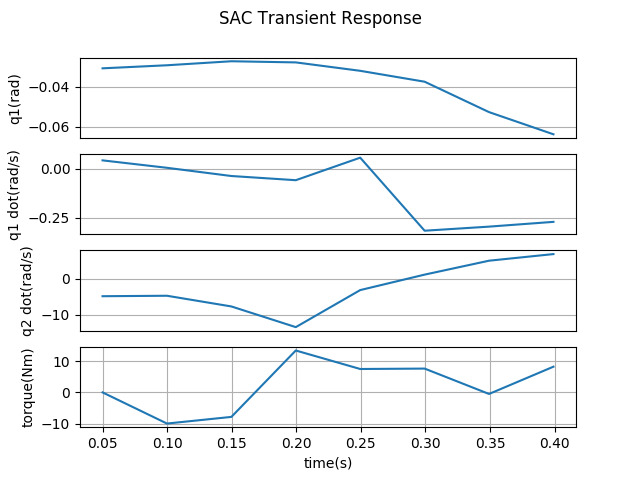 SAC Transient Response
q1(rad)
−0.04
−0.06
q1 dot(rad/s)
0.00
−0.25
q2 dot(rad/s)
0
−10
torque(Nm)
10
0
−10
0.05 0.10 0.15 0.20 0.25 0.30 0.35 0.40
time(s)